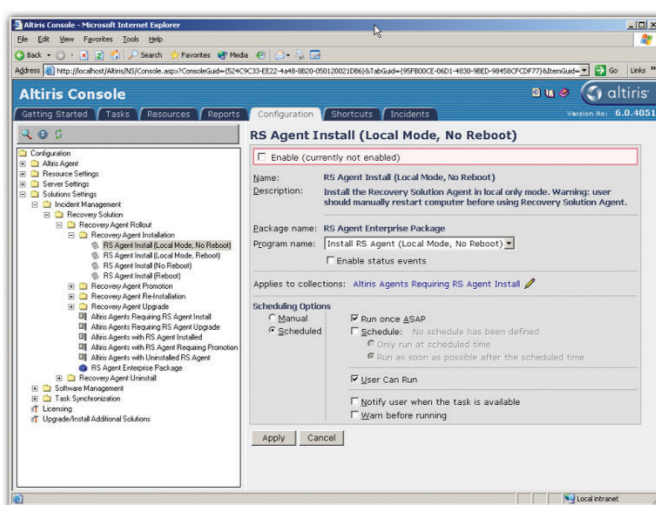 Altiris Console - Microsoft Internet Explorer
File Edit View Favorites Tools Help
Back Search Favorites Media
Address http://localhost/Altiris/NS/Console.aspx?ConsoleGuid={524C9C33-EE22-4a48-8B20-050120021DB6}&TabGuid={95FB00CE-06D1-4830-9BED-98458CFCDF77}&ItemGuid= Go Links »
Altiris Console
altiris
Getting Started Tasks Resources Reports Configuration Shortcuts Incidents Version No: 6.0.4051
Configuration
Altiris Agent
Resource Settings
Server Settings
Solutions Settings
Incident Management
Recovery Solution
Recovery Agent Rollout
Recovery Agent Installation
RS Agent Install (Local Mode, No Reboot)
RS Agent Install (Local Mode, Reboot)
RS Agent Install (No Reboot)
RS Agent Install (Reboot)
Recovery Agent Promotion
Recovery Agent Re-Installation
Recovery Agent Upgrade
Altiris Agents Requiring RS Agent Install
Altiris Agents Requiring RS Agent Upgrade
Altiris Agents with RS Agent Installed
Altiris Agents with RS Agent Requiring Promotion
Altiris Agents with Uninstalled RS Agent
RS Agent Enterprise Package
Recovery Agent Uninstall
Software Management
Task Synchronization
Licensing
Upgrade/Install Additional Solutions
RS Agent Install (Local Mode, No Reboot)
Enable (currently not enabled)
Name: RS Agent Install (Local Mode, No Reboot)
Description: Install the Recovery Solution Agent in local only mode. Warning: user
should manually restart computer before using Recovery Solution Agent.
Package name: RS Agent Enterprise Package
Program name: Install RS Agent (Local Mode, No Reboot)
Enable status events
Applies to collections: Altiris Agents Requiring RS Agent Install
Scheduling Options
Manual
Scheduled
Run once ASAP
Schedule: No schedule has been defined
Only run at scheduled time
Run as soon as possible after the scheduled time
User Can Run
Notify user when the task is available
Warn before running
Apply Cancel
Local intranet